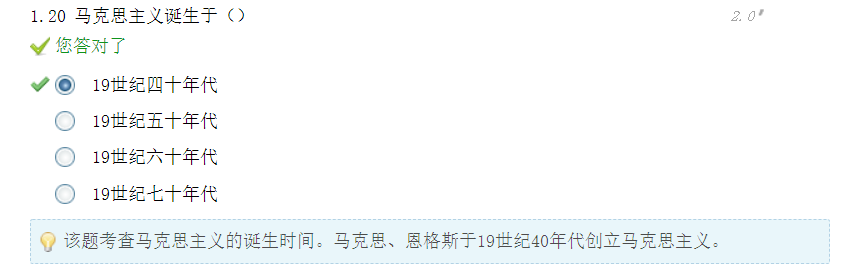 1.20 马克思主义诞生于（）
2.0"
您答对了
19世纪四十年代
19世纪五十年代
19世纪六十年代
19世纪七十年代
该题考查马克思主义的诞生时间。马克思、恩格斯于19世纪40年代创立马克思主义。